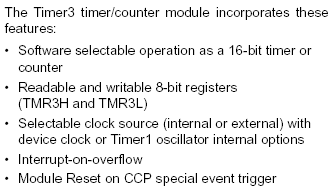 The Timer3 timer/counter module incorporates these
features:
• Software selectable operation as a 16-bit timer or
counter
• Readable and writable 8-bit registers
(TMR3H and TMR3L)
• Selectable clock source (internal or external) with
device clock or Timer1 oscillator internal options
• Interrupt-on-overflow
• Module Reset on CCP special event trigger